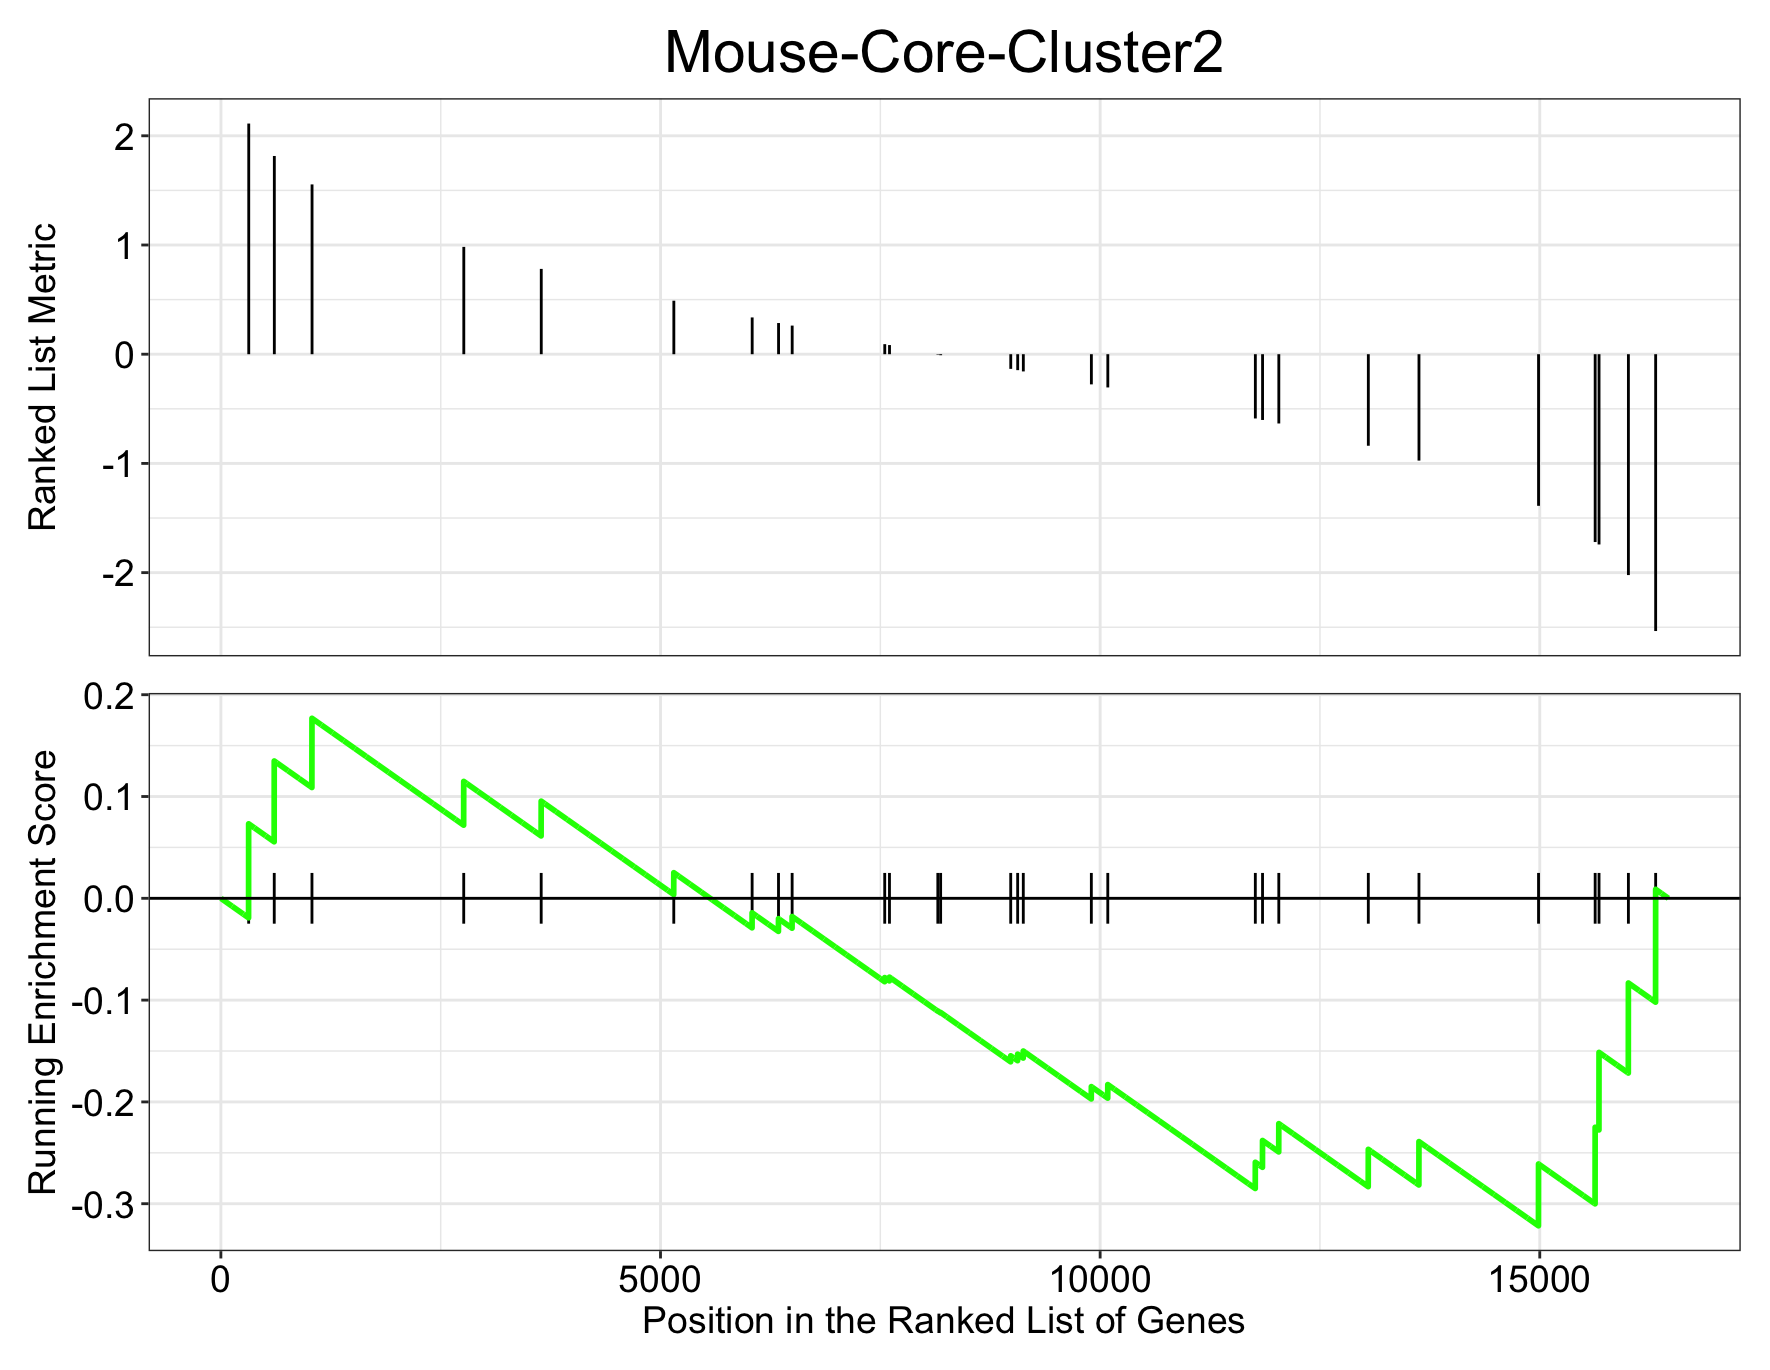 Mouse-Core-Cluster2
Ranked List Metric
2
1
0
-1
-2
Running Enrichment Score
0.2
0.1
0.0
-0.1
-0.2
-0.3
0 5000 10000 15000
Position in the Ranked List of Genes